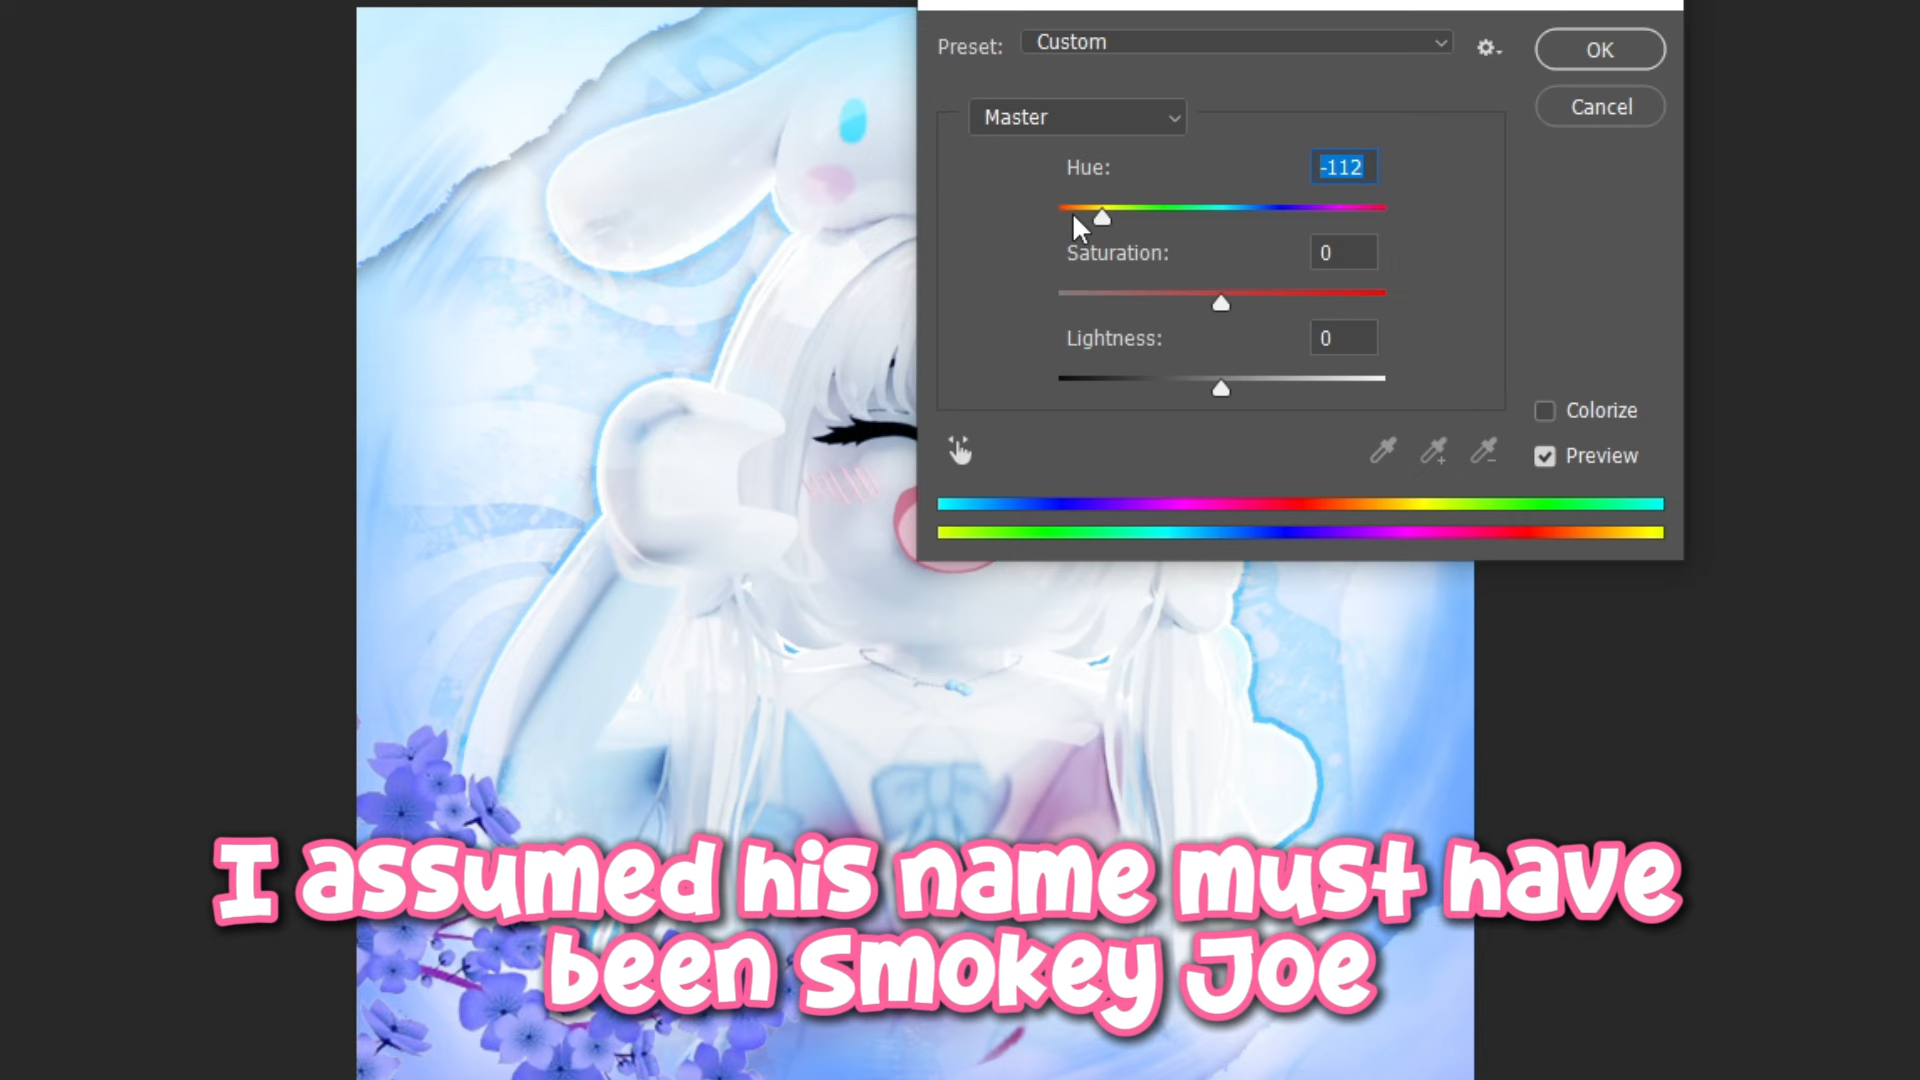 Preset:
Custom
OK
Master
Cancel
Hue:
-112
Saturation:
0
Lightness:
0
Colorize
Preview
I assumed his name must have
been Smokey Joe